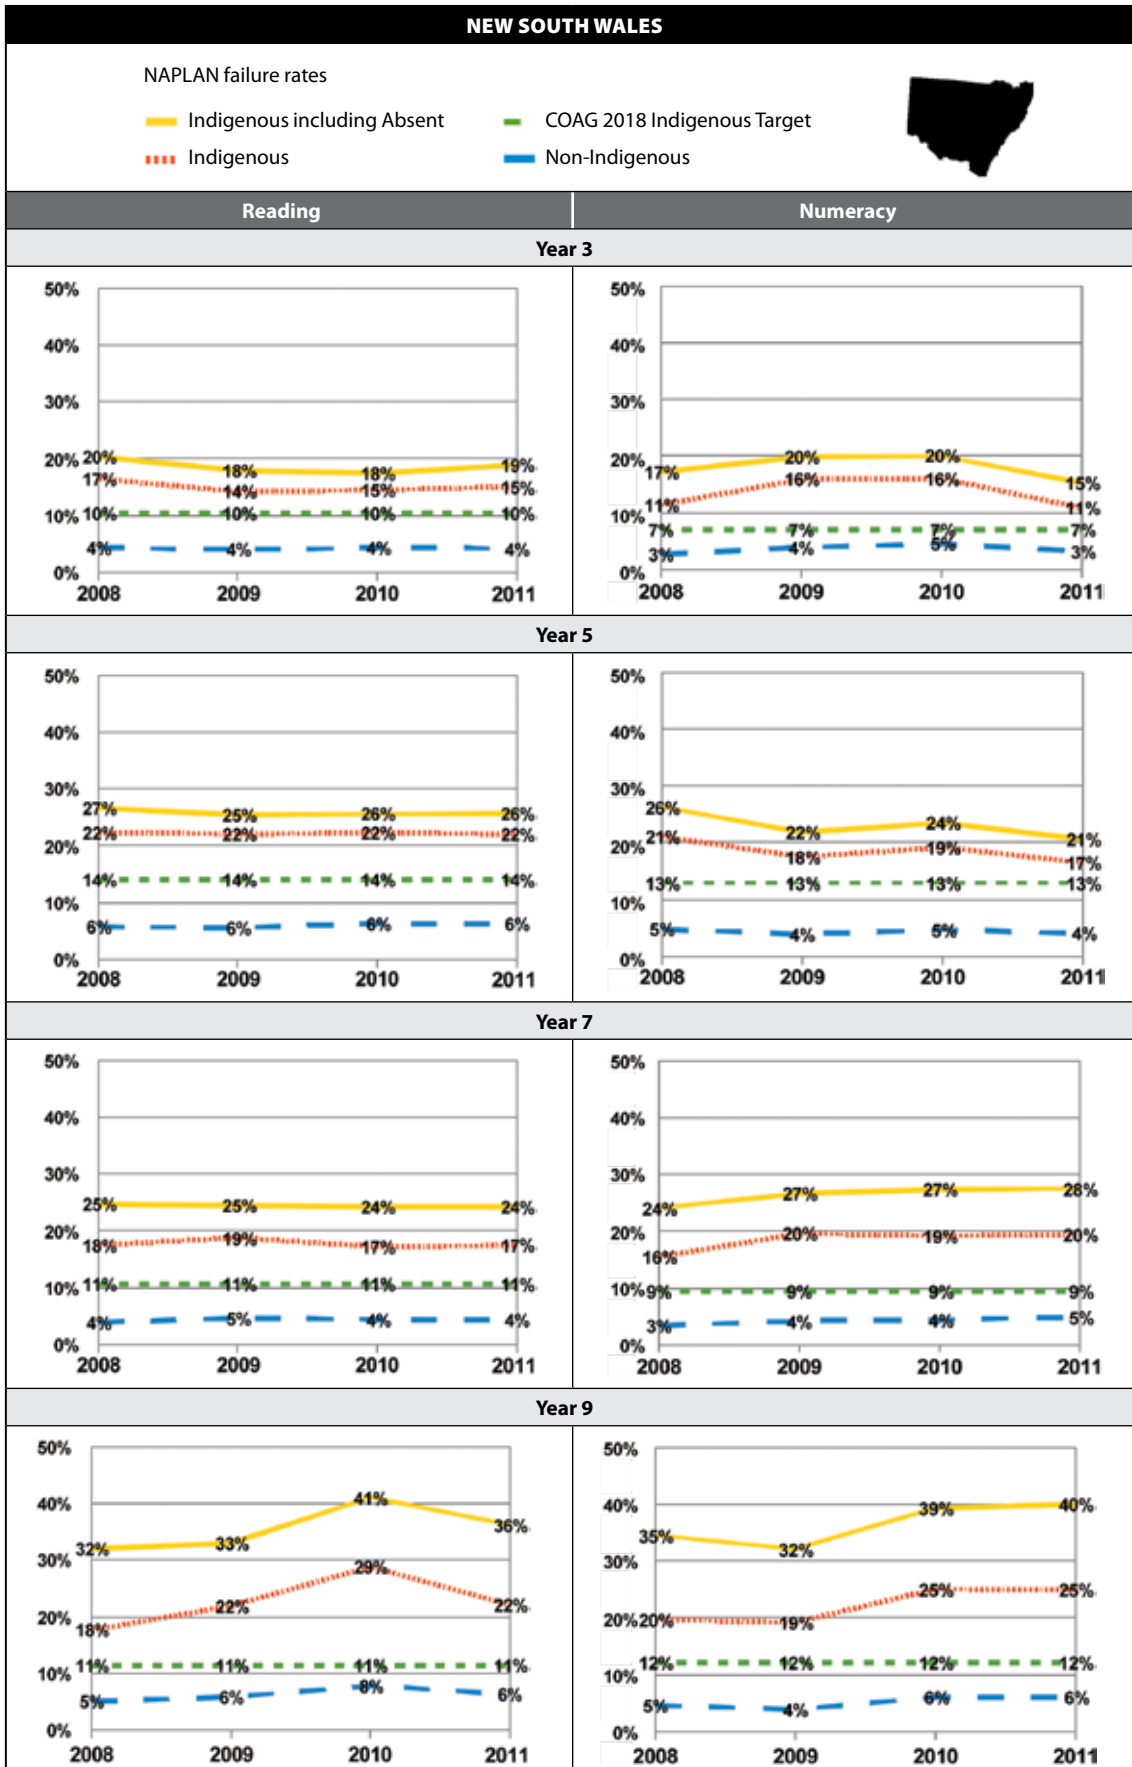 NEW SOUTH WALES
NAPLAN failure rates
Indigenous including Absent
COAG 2018 Indigenous Target
Indigenous
Non-Indigenous
Reading
Numeracy
Year 3
50%
40%
30%
20%
10%
0%
20% 18% 18% 19%
17% 14% 15% 15%
10% 10% 10% 10%
4% 4% 4% 4%
2008 2009 2010 2011
50%
40%
30%
20%
10%
0%
17% 20% 20% 15%
11% 16% 16% 11%
7% 7% 7% 7%
3% 4% 5% 3%
2008 2009 2010 2011
Year 5
50%
40%
30%
20%
10%
0%
27% 25% 26% 26%
22% 22% 22% 22%
14% 14% 14% 14%
6% 6% 6% 6%
2008 2009 2010 2011
50%
40%
30%
20%
10%
0%
26% 22% 24% 21%
21% 18% 19% 17%
13% 13% 13% 13%
5% 4% 5% 4%
2008 2009 2010 2011
Year 7
50%
40%
30%
20%
10%
0%
25% 25% 24% 24%
18% 19% 17% 17%
11% 11% 11% 11%
4% 5% 4% 4%
2008 2009 2010 2011
50%
40%
30%
20%
10%
0%
24% 27% 27% 28%
16% 20% 19% 20%
9% 9% 9% 9%
3% 4% 4% 5%
2008 2009 2010 2011
Year 9
50%
40%
30%
20%
10%
0%
32% 33% 41% 36%
18% 22% 29% 22%
11% 11% 11% 11%
5% 6% 8% 6%
2008 2009 2010 2011
50%
40%
30%
20%
10%
0%
35% 32% 39% 40%
20% 19% 25% 25%
12% 12% 12% 12%
5% 4% 6% 6%
2008 2009 2010 2011